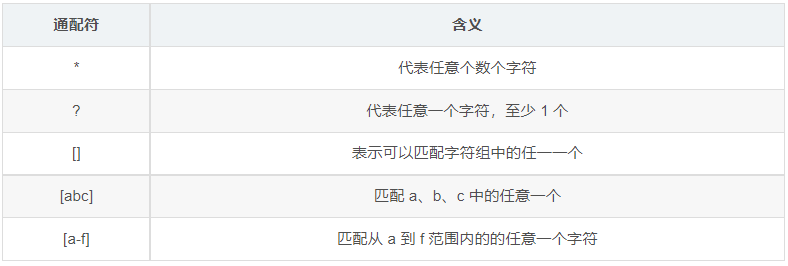 通配符 含义
* 代表任意个数个字符
? 代表任意一个字符，至少 1 个
[] 表示可以匹配字符组中的任一一个
[abc] 匹配 a、b、c 中的任意一个
[a-f] 匹配从 a 到 f 范围内的的任意一个字符